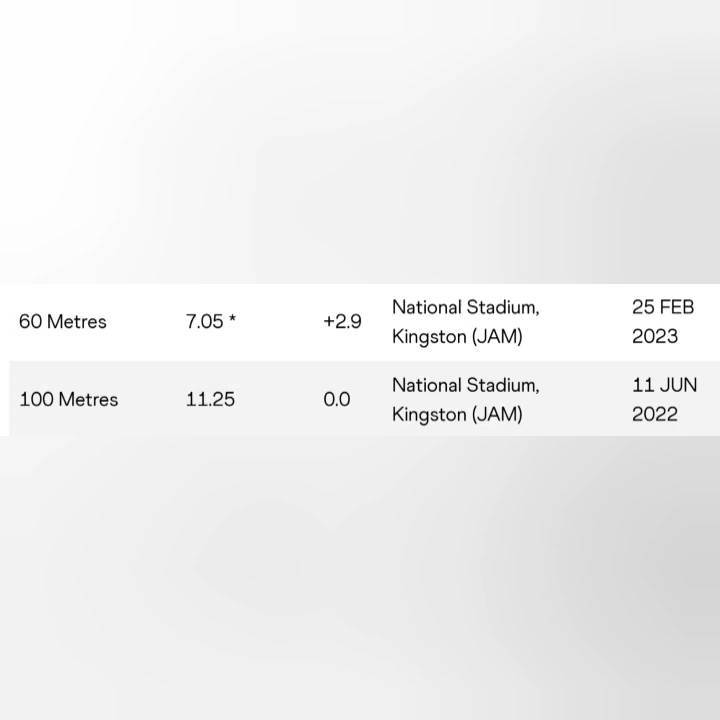 60 Metres 7.05 * +2.9 National Stadium, Kingston (JAM) 25 FEB 2023
100 Metres 11.25 0.0 National Stadium, Kingston (JAM) 11 JUN 2022